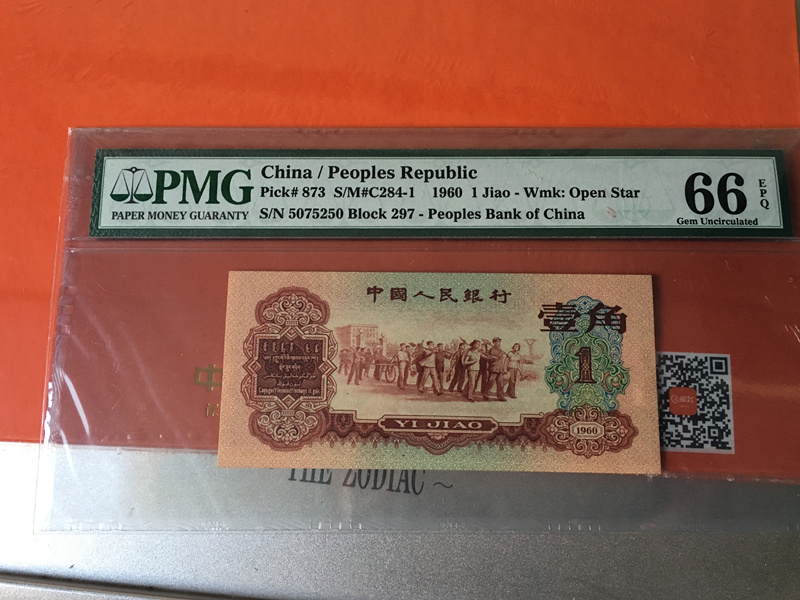 PMG
PAPER MONEY GUARANTY
China / Peoples Republic
Pick# 873 S/M#C284-1 1960 1 Jiao - Wmk: Open Star
S/N 5075250 Block 297 - Peoples Bank of China
66 EPQ
Gem Uncirculated
中國人民銀行
壹角
1
YI JIAO
1960
THE ZODIAC ~